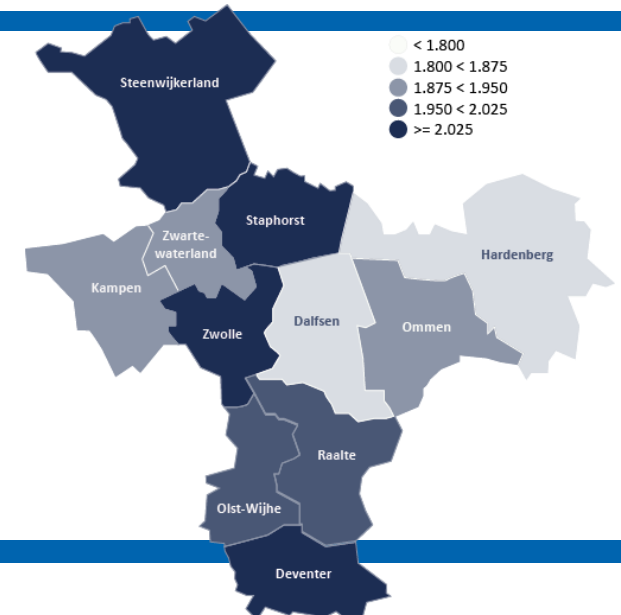 < 1.800
1.800 < 1.875
1.875 < 1.950
1.950 < 2.025
>= 2.025
Steenwijkerland
Staphorst
Zwarte-
waterland
Hardenberg
Kampen
Zwolle
Dalfsen
Ommen
Raalte
Olst-Wijhe
Deventer